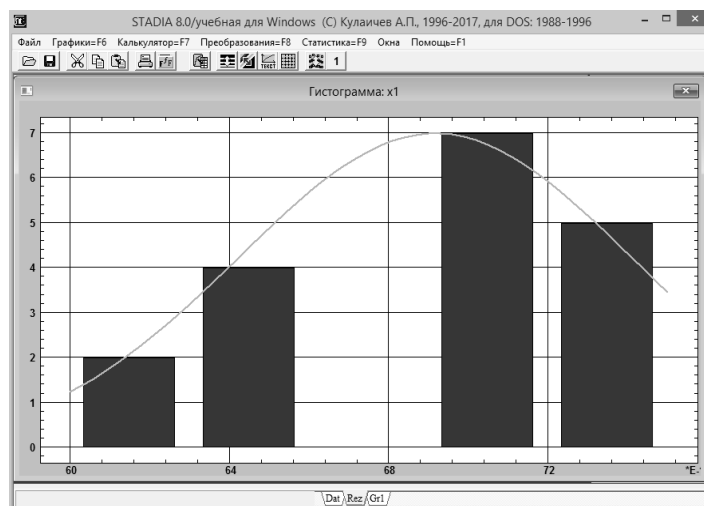 STADIA 8.0/учебная для Windows (C) Кулаичев А.П., 1996-2017, для DOS: 1988-1996
Файл Графики=F6 Калькулятор=F7 Преобразования=F8 Статистика=F9 Окна Помощь=F1
ТЕКСТ 1
Гистограмма: x1
7
6
5
4
3
2
1
0
60 64 68 72 *E-
Dat Rez Gr1